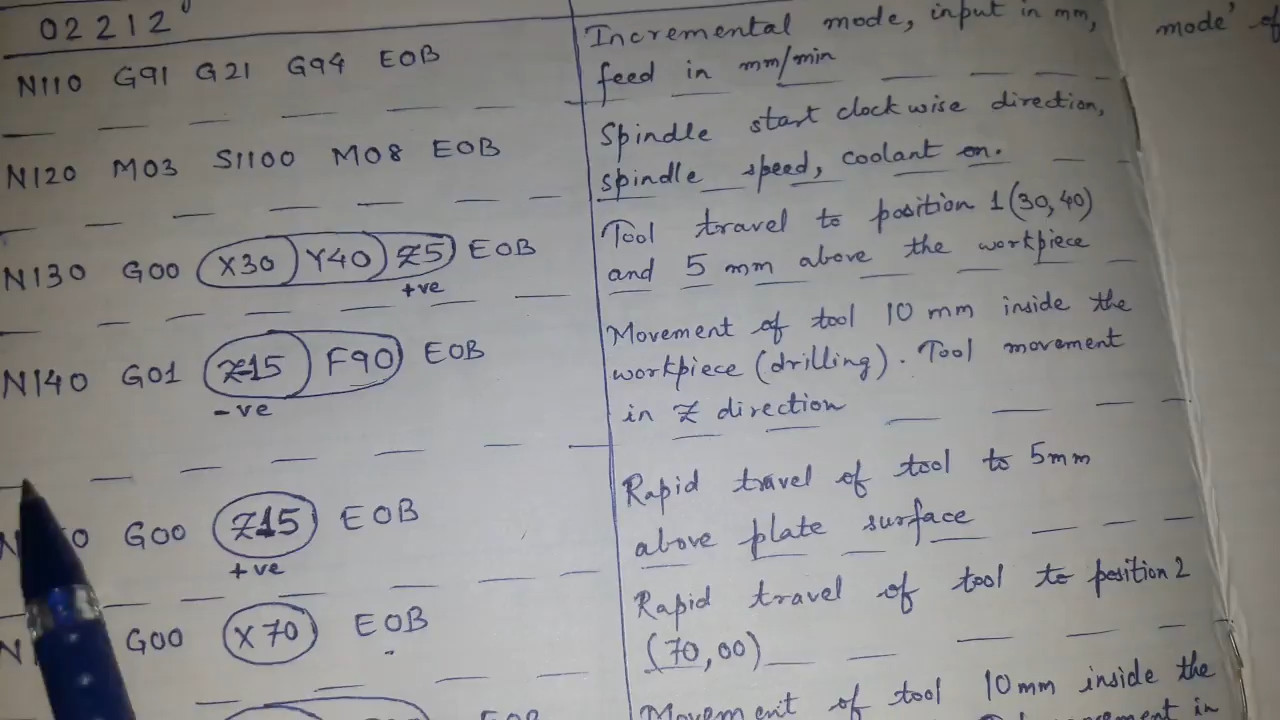 02212
N110 G91 G21 G94 EOB
Incremental mode, input in mm, mode'
feed in mm/min
N120 M03 S1100 M08 EOB
Spindle start clockwise direction,
spindle speed, coolant on.
N130 G00 X30 Y40 Z5 EOB
+ve
Tool travel to position 1 (30,40)
and 5 mm above the workpiece
N140 G01 Z-15 F90 EOB
-ve
Movement of tool 10 mm inside the
workpiece (drilling). Tool movement
in Z direction
G00 Z15 EOB
+ve
Rapid travel of tool to 5mm
above plate surface
G00 X70 EOB
Rapid travel of tool to position 2
(70,00)
EOB
Movement of tool 10mm inside the
in